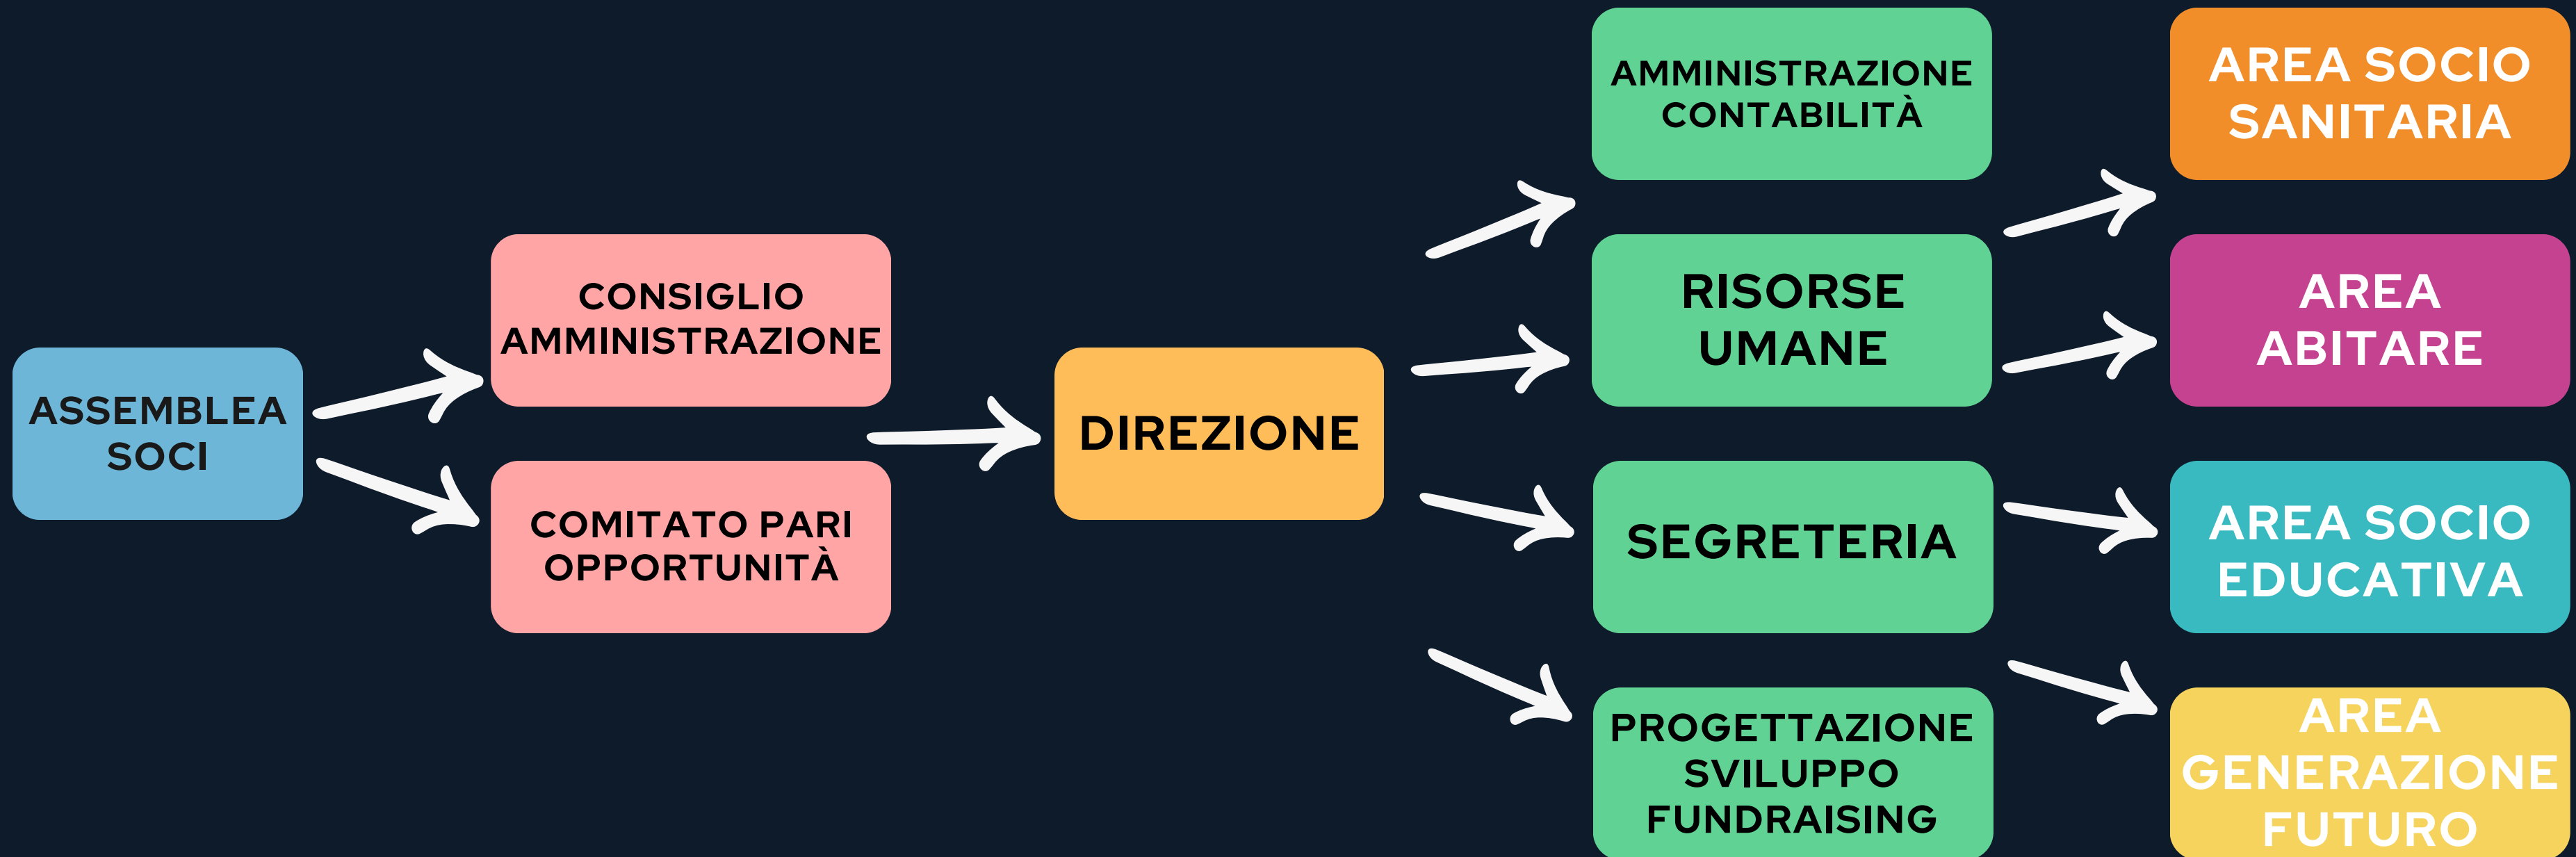 ASSEMBLEA
SOCI
CONSIGLIO
AMMINISTRAZIONE
COMITATO PARI
OPPORTUNITÀ
DIREZIONE
AMMINISTRAZIONE
CONTABILITÀ
RISORSE
UMANE
SEGRETERIA
PROGETTAZIONE
SVILUPPO
FUNDRAISING
AREA SOCIO
SANITARIA
AREA
ABITARE
AREA SOCIO
EDUCATIVA
AREA
GENERAZIONE
FUTURO